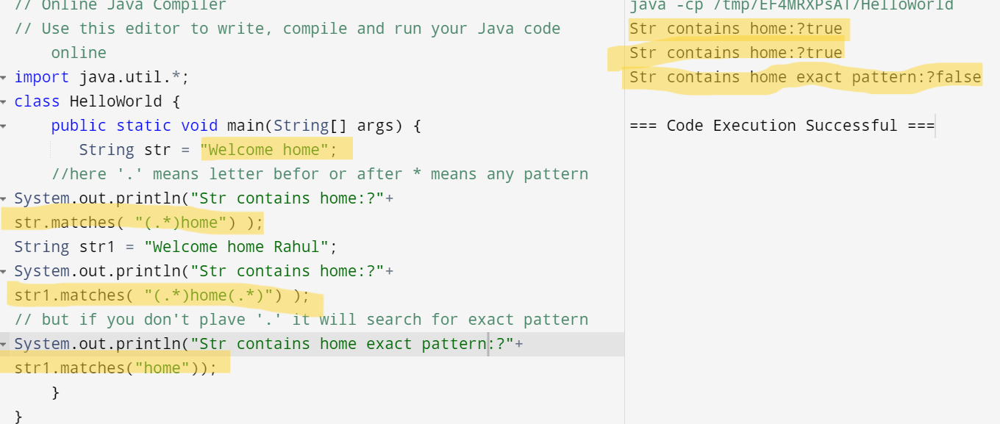 // Online Java Compiler
// Use this editor to write, compile and run your Java code
online
import java.util.*;
class HelloWorld {
public static void main(String[] args) {
String str = "Welcome home";
//here '.' means letter befor or after * means any pattern
System.out.println("Str contains home:?"+
str.matches( "(.*)home") );
String str1 = "Welcome home Rahul";
System.out.println("Str contains home:?"+
str1.matches( "(.*)home(.*)") );
// but if you don't plave '.' it will search for exact pattern
System.out.println("Str contains home exact pattern:?"+
str1.matches("home"));
}
}
java -cp /tmp/EF4MRXPsAT/HelloWorld
Str contains home:?true
Str contains home:?true
Str contains home exact pattern:?false
=== Code Execution Successful ===